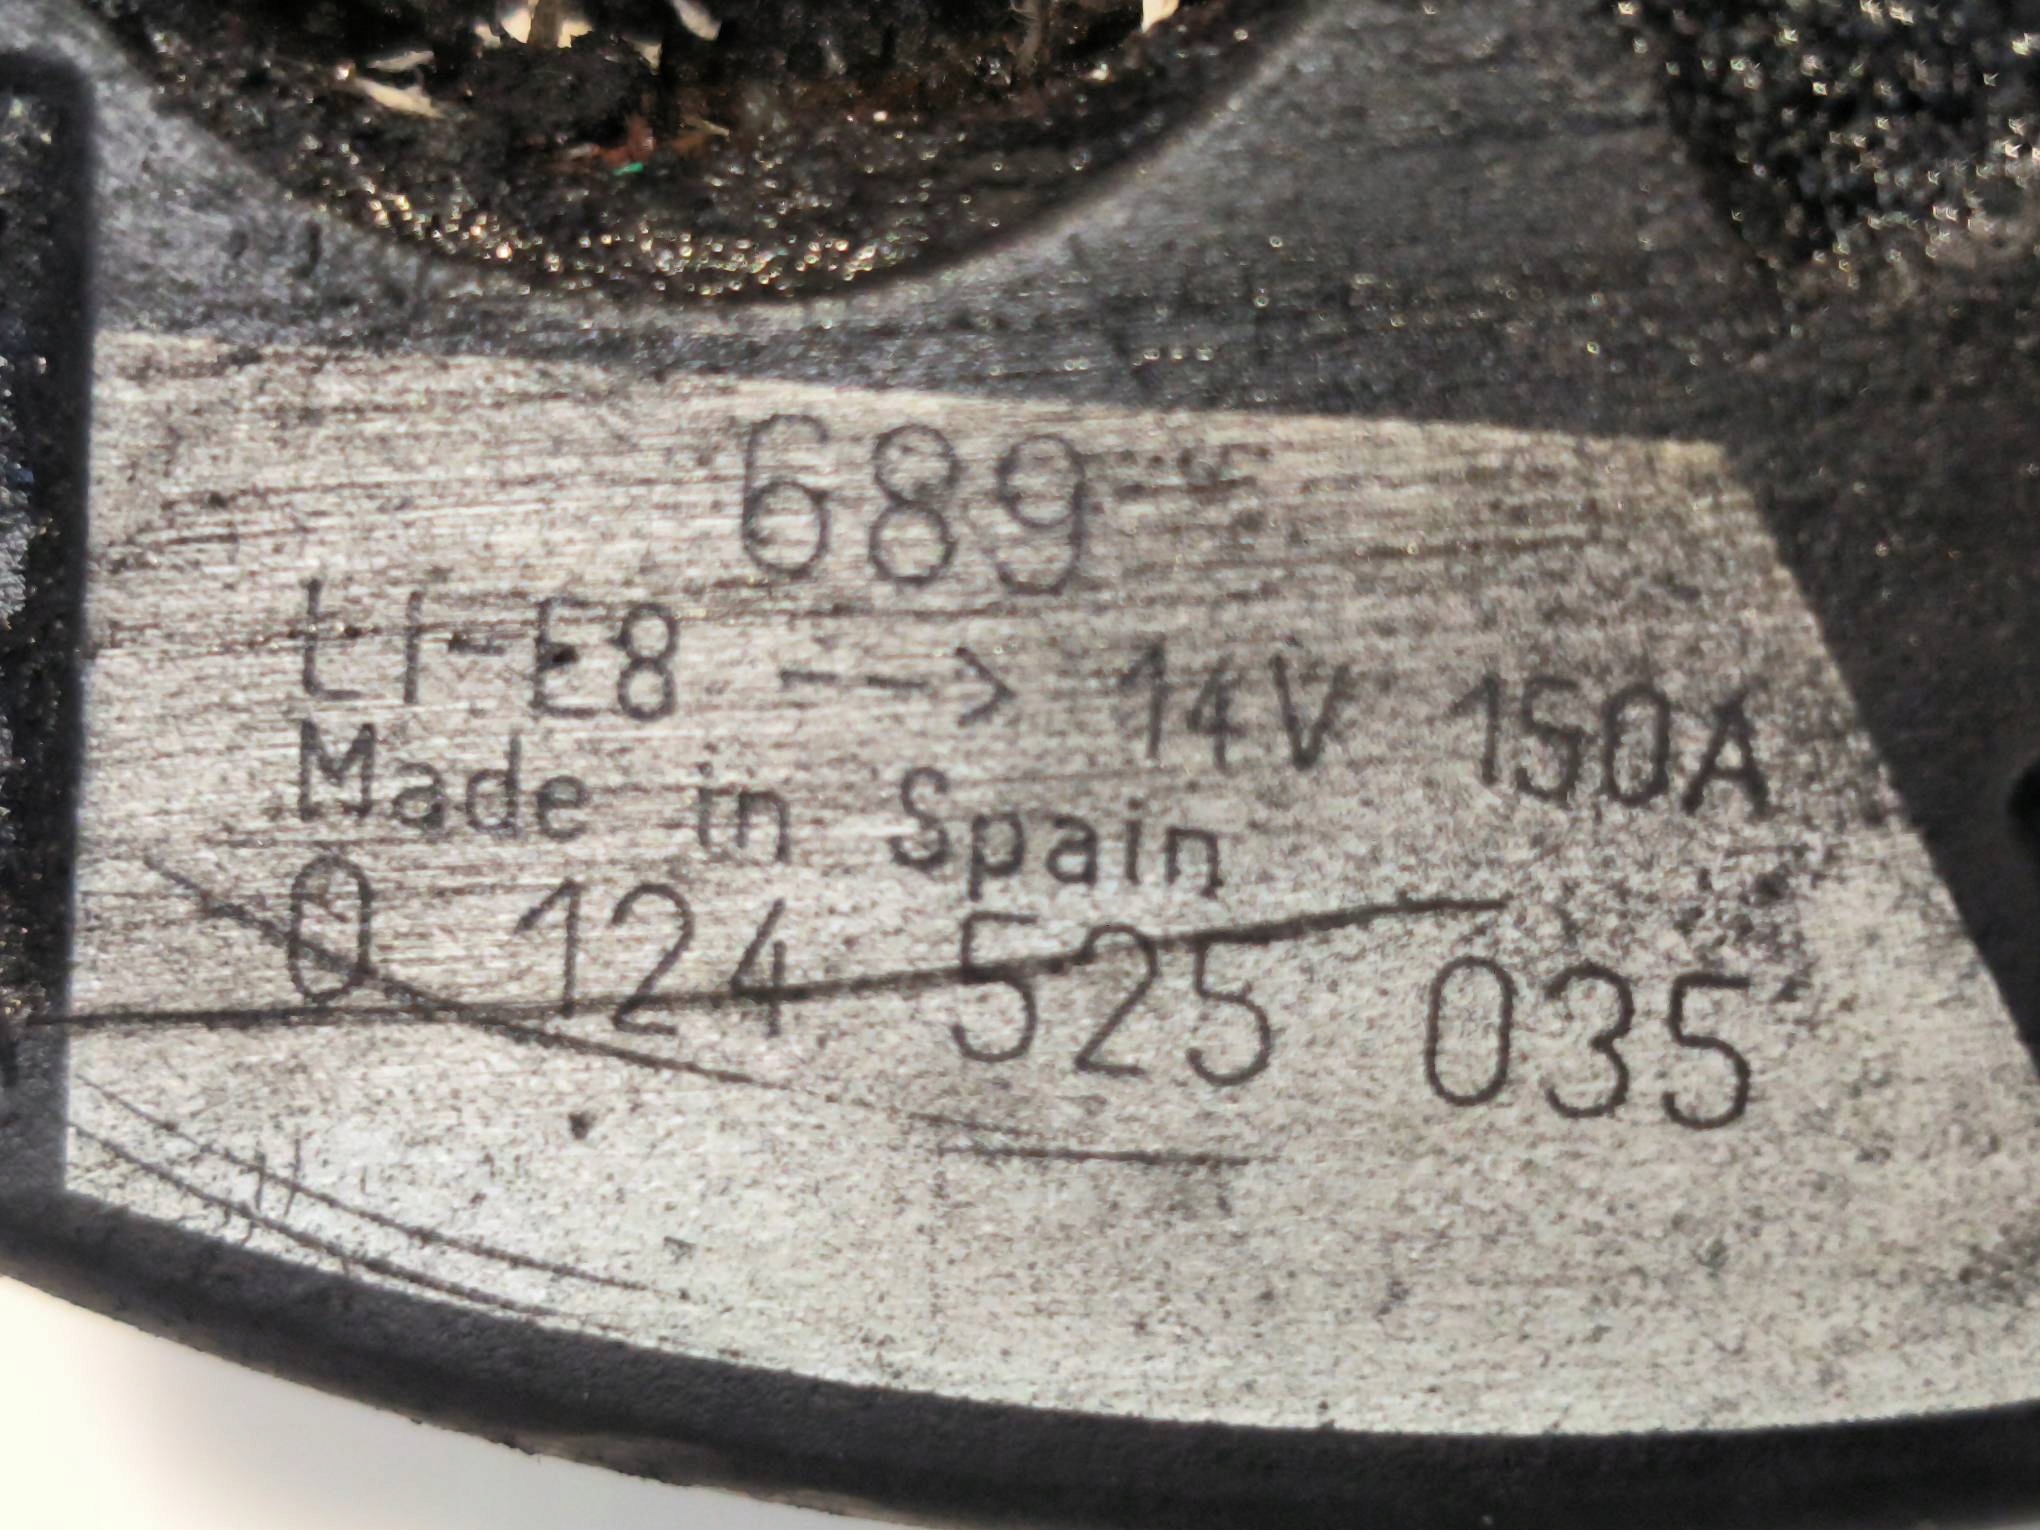 689
LI-E8 --> 14V 150A
Made in Spain
0 124 525 035